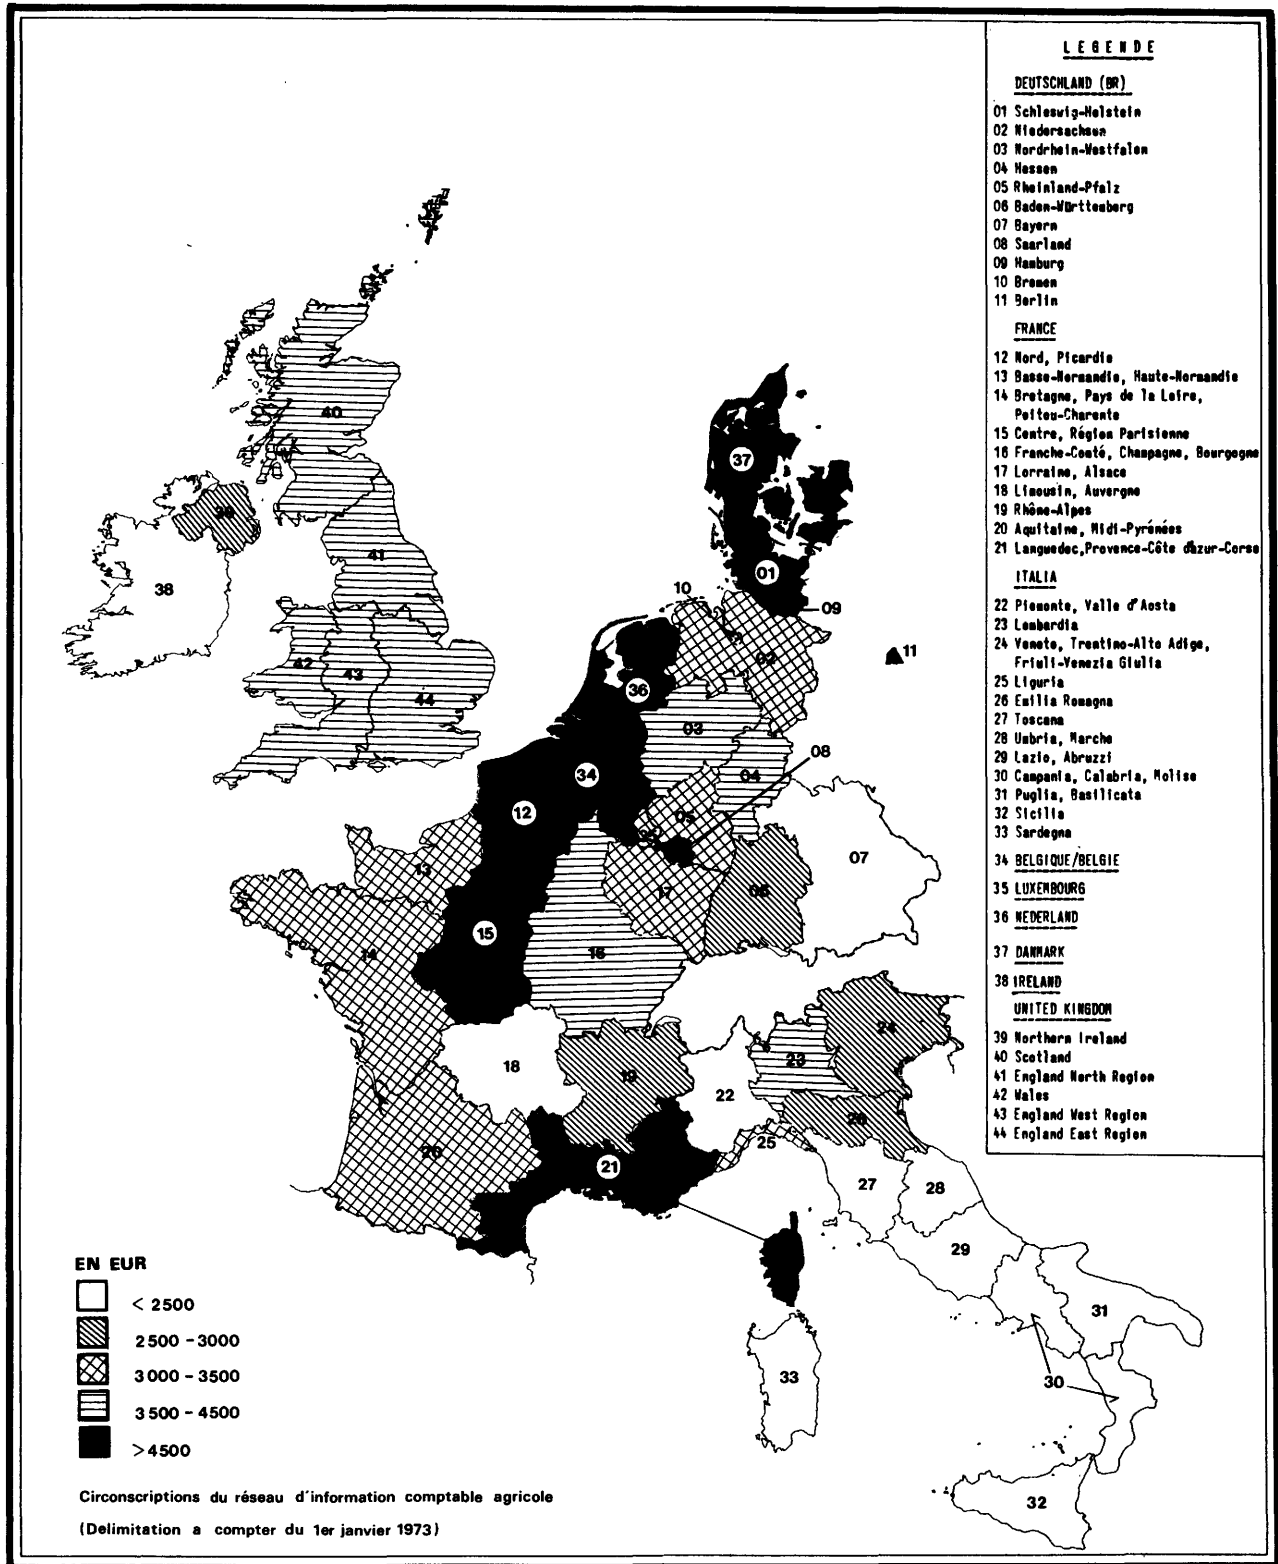 LEGENDE
DEUTSCHLAND (BR)
01 Schleswig-Holstein
02 Niedersachsen
03 Nordrhein-Westfalen
04 Hessen
05 Rheinland-Pfalz
06 Baden-Württemberg
07 Bayern
08 Saarland
09 Hamburg
10 Bremen
11 Berlin
FRANCE
12 Nord, Picardie
13 Basse-Normandie, Haute-Normandie
14 Bretagne, Pays de la Loire,
Poitou-Charente
15 Centre, Région Parisienne
16 Franche-Comté, Champagne, Bourgogne
17 Lorraine, Alsace
18 Limousin, Auvergne
19 Rhône-Alpes
20 Aquitaine, Midi-Pyrénées
21 Languedoc,Provence-Côte d'azur-Corse
ITALIA
22 Piemonte, Valle d'Aosta
23 Lombardia
24 Veneto, Trentino-Alto Adige,
Friuli-Venezia Giulia
25 Liguria
26 Emilia Romagna
27 Toscana
28 Umbria, Marche
29 Lazio, Abruzzi
30 Campania, Calabria, Molise
31 Puglia, Basilicata
32 Sicilia
33 Sardegna
34 BELGIQUE/BELGIE
35 LUXEMBOURG
36 NEDERLAND
37 DANMARK
38 IRELAND
UNITED KINGDOM
39 Northern Ireland
40 Scotland
41 England North Region
42 Wales
43 England West Region
44 England East Region
40
37
39
41
38
01
10
09
02
11
42
43
36
44
03
08
34
04
12
05
35
07
13
17
06
15
14
16
24
23
18
19
22
26
25
20
21
27
28
29
31
33
30
32
EN EUR
< 2500
2500 - 3000
3000 - 3500
3500 - 4500
> 4500
Circonscriptions du réseau d'information comptable agricole
(Delimitation a compter du 1er janvier 1973)